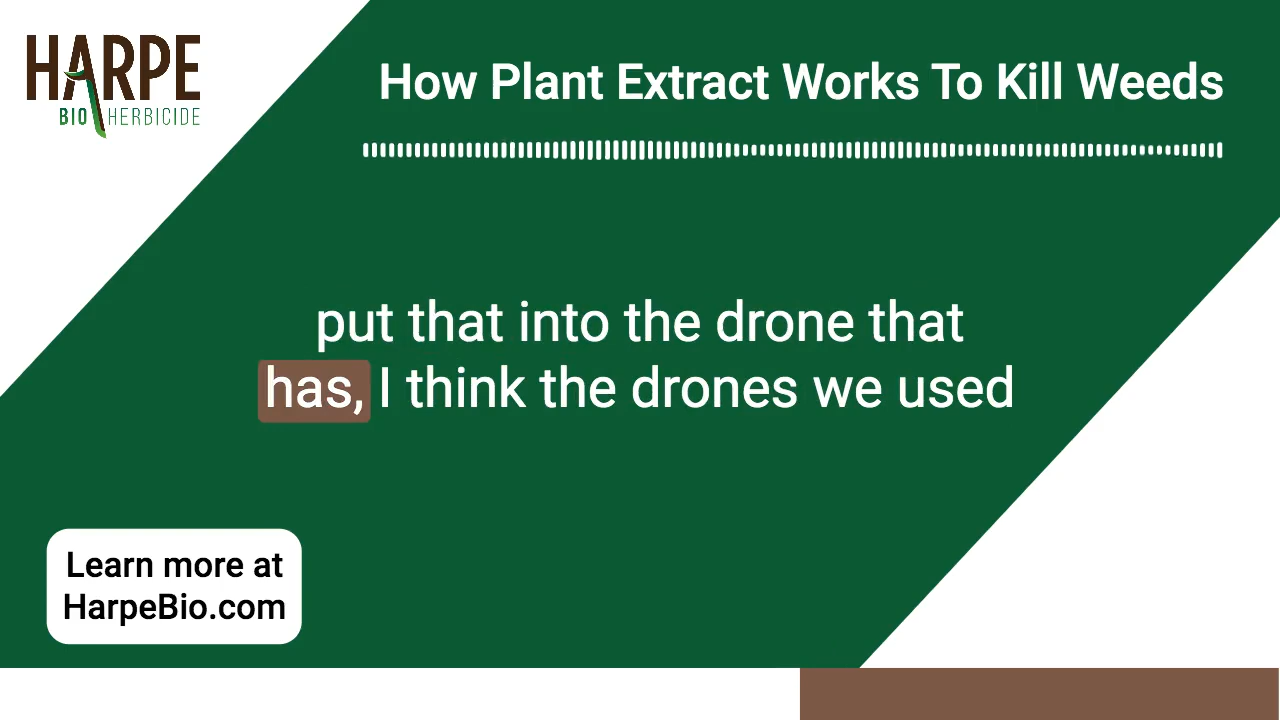 HARPE
BIO HERBICIDE
How Plant Extract Works To Kill Weeds
put that into the drone that
has, I think the drones we used
Learn more at
HarpeBio.com